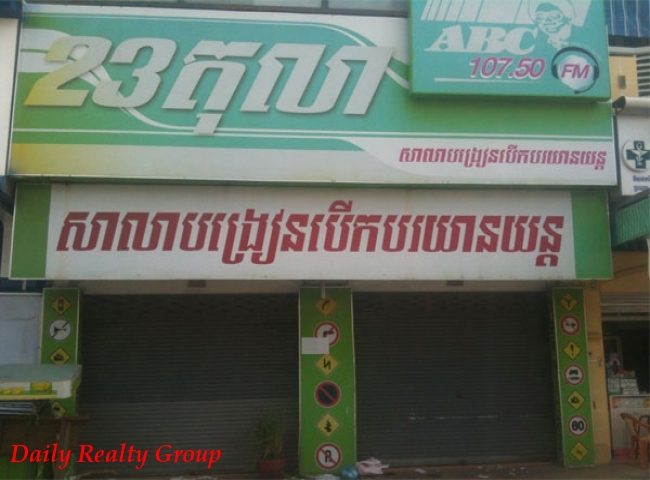 ABC
107.50 FM
23តុលា
សាលាបង្រៀនបើកបរយានយន្ត
សាលាបង្រៀនបើកបរយានយន្ត
60
Daily Realty Group